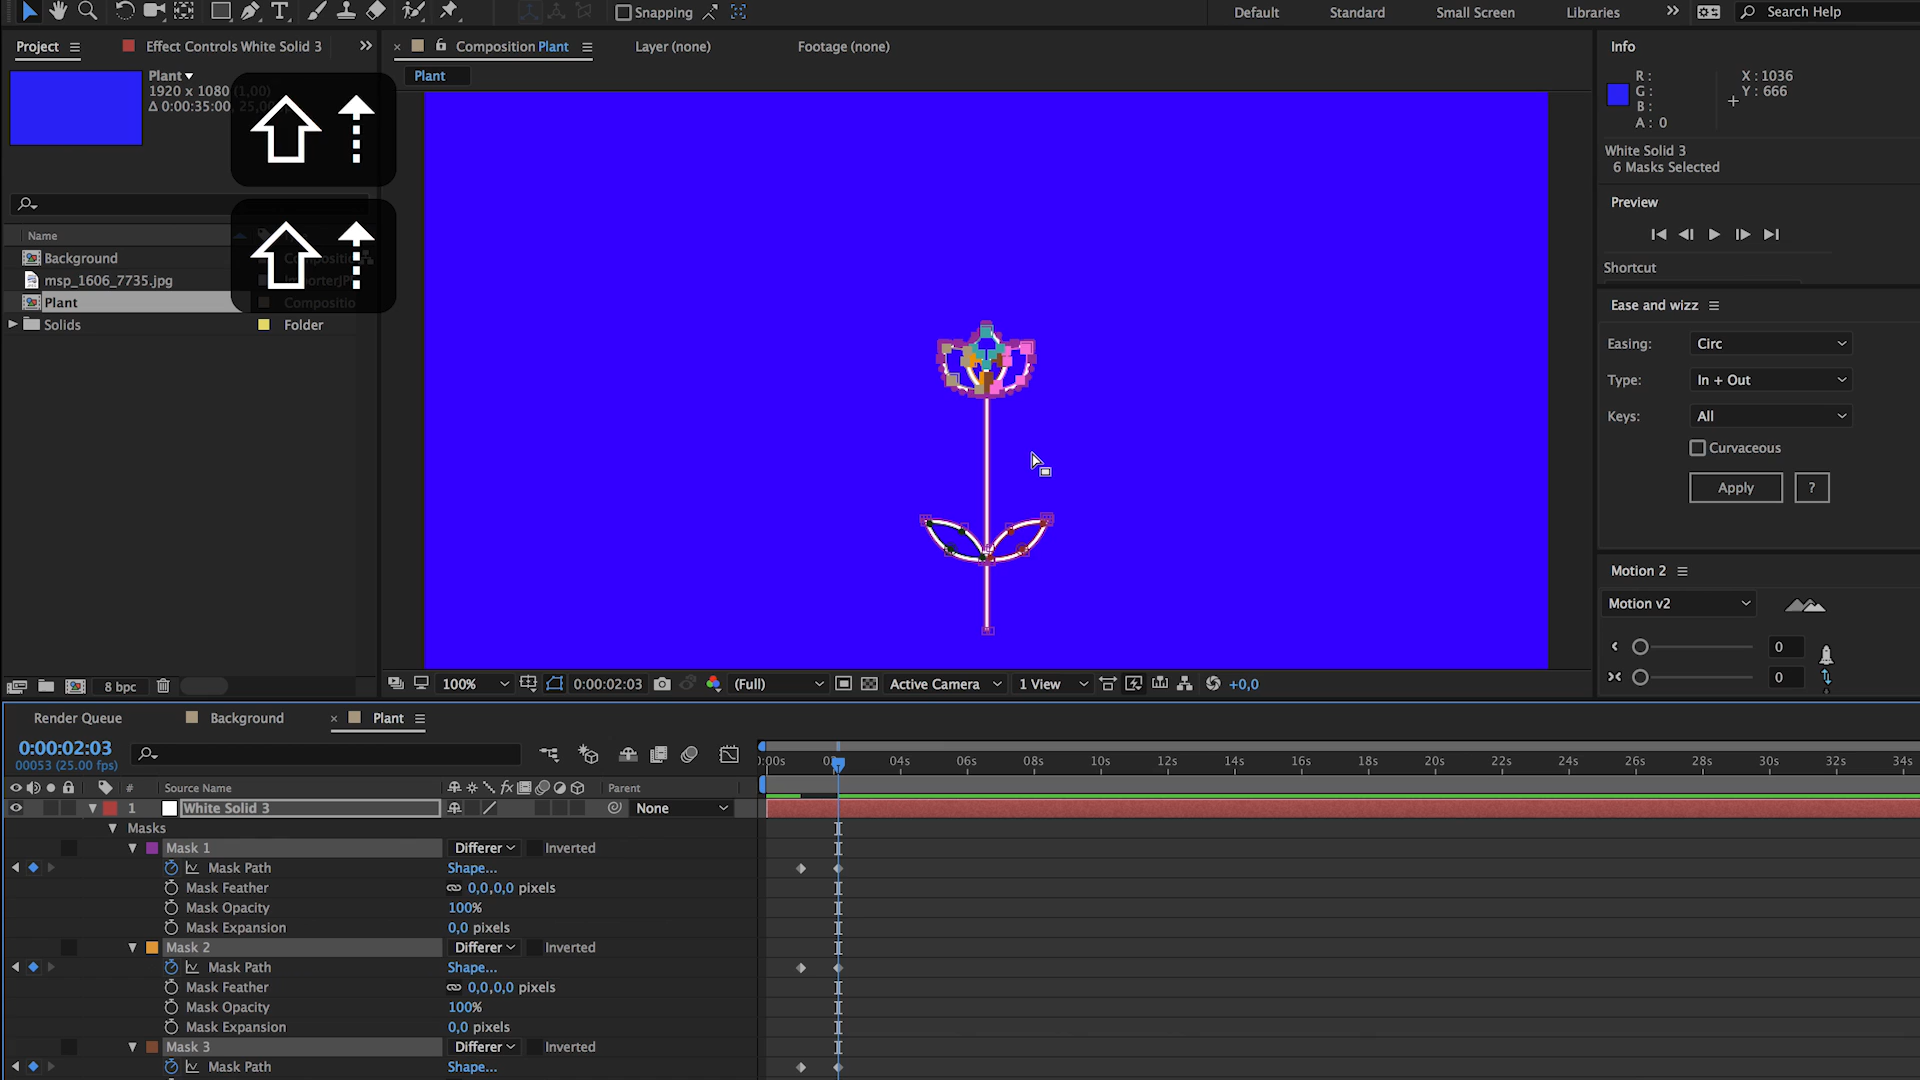 Snapping
Default
Standard
Small Screen
Libraries
Search Help
Project
Effect Controls White Solid 3
Composition Plant
Layer (none)
Footage (none)
Info
Plant
Plant
1920 x 1080 (1,00)
Δ 0:00:35:00, 25,00
R :
G :
B :
A : 0
X : 1036
Y : 666
White Solid 3
6 Masks Selected
Preview
Shortcut
Name
Background
Compositio
msp_1606_7735.jpg
ImporterJP
Plant
Compositio
Solids
Folder
Ease and wizz
Easing:
Circ
Type:
In + Out
Keys:
All
Curvaceous
Apply
?
Motion 2
Motion v2
0
0
8 bpc
100%
0:00:02:03
(Full)
Active Camera
1 View
+0,0
Render Queue
Background
Plant
0:00:02:03
00053 (25.00 fps)
04s
06s
08s
10s
12s
14s
16s
18s
20s
22s
24s
26s
28s
30s
32s
34s
#
Source Name
fx
Parent
1
White Solid 3
None
Masks
Mask 1
Differer
Inverted
Mask Path
Shape...
Mask Feather
0,0,0,0 pixels
Mask Opacity
100%
Mask Expansion
0,0 pixels
Mask 2
Differer
Inverted
Mask Path
Shape...
Mask Feather
0,0,0,0 pixels
Mask Opacity
100%
Mask Expansion
0,0 pixels
Mask 3
Differer
Inverted
Mask Path
Shape...